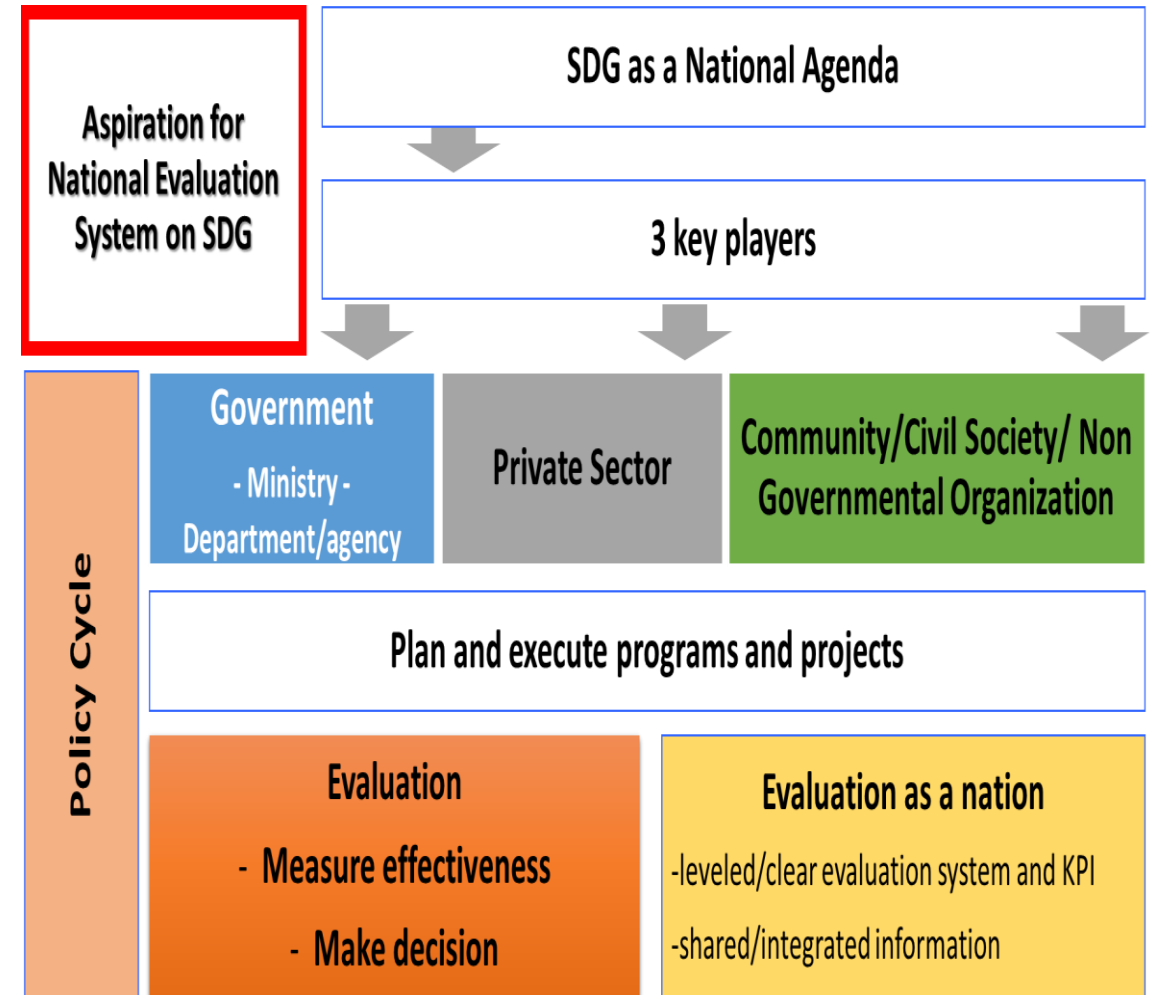 Aspiration for
National Evaluation
System on SDG
SDG as a National Agenda
3 key players
Government
- Ministry -
Department/agency
Private Sector
Community/Civil Society/ Non
Governmental Organization
Policy Cycle
Plan and execute programs and projects
Evaluation
- Measure effectiveness
- Make decision
Evaluation as a nation
-leveled/clear evaluation system and KPI
-shared/integrated information